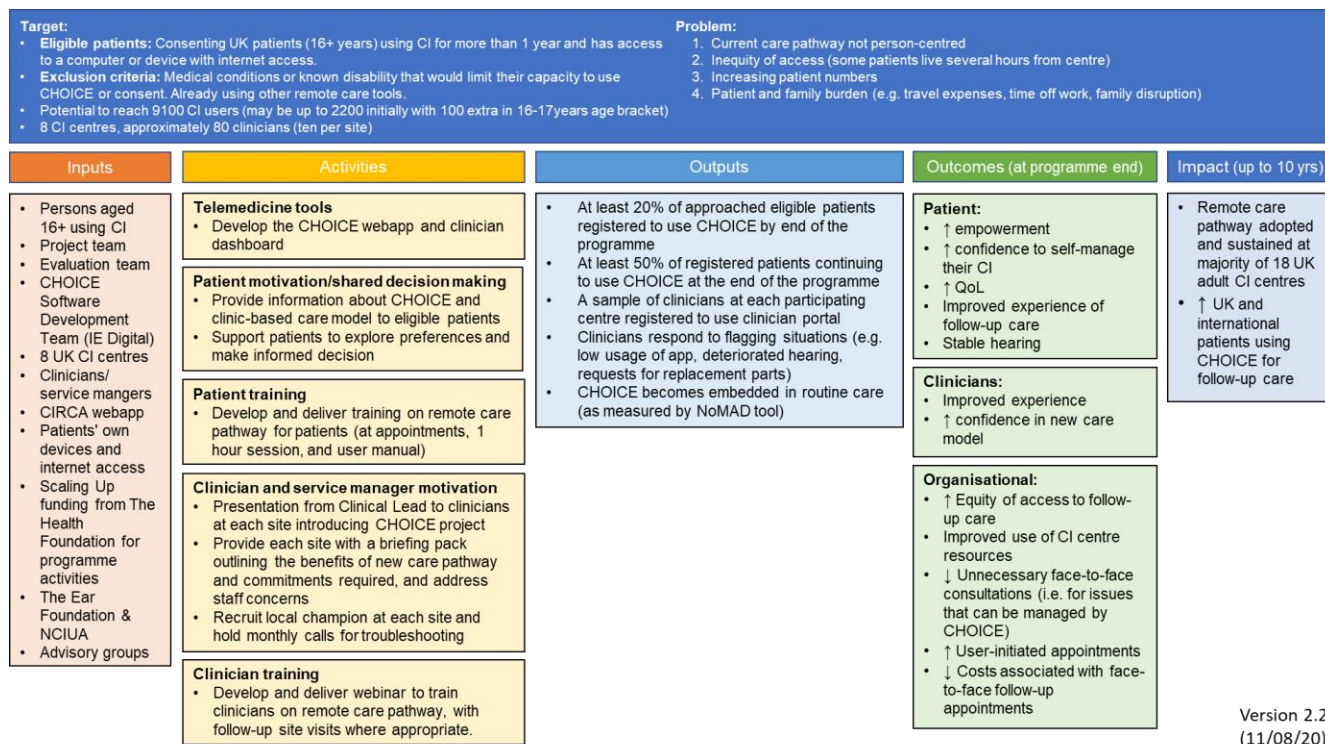 Target:
• Eligible patients: Consenting UK patients (16+ years) using CI for more than 1 year and has access
to a computer or device with internet access.
• Exclusion criteria: Medical conditions or known disability that would limit their capacity to use
CHOICE or consent. Already using other remote care tools.
• Potential to reach 9100 CI users (may be up to 2200 initially with 100 extra in 16-17years age bracket)
• 8 CI centres, approximately 80 clinicians (ten per site)
Problem:
1. Current care pathway not person-centred
2. Inequity of access (some patients live several hours from centre)
3. Increasing patient numbers
4. Patient and family burden (e.g. travel expenses, time off work, family disruption)
Inputs
• Persons aged
16+ using CI
• Project team
• Evaluation team
• CHOICE
Software
Development
Team (IE Digital)
• 8 UK CI centres
• Clinicians/
service mangers
• CIRCA webapp
• Patients' own
devices and
internet access
• Scaling Up
funding from The
Health
Foundation for
programme
activities
• The Ear
Foundation &
NCIUA
• Advisory groups
Activities
Telemedicine tools
• Develop the CHOICE webapp and clinician
dashboard
Patient motivation/shared decision making
• Provide information about CHOICE and
clinic-based care model to eligible patients
• Support patients to explore preferences and
make informed decision
Patient training
• Develop and deliver training on remote care
pathway for patients (at appointments, 1
hour session, and user manual)
Clinician and service manager motivation
• Presentation from Clinical Lead to clinicians
at each site introducing CHOICE project
• Provide each site with a briefing pack
outlining the benefits of new care pathway
and commitments required, and address
staff concerns
• Recruit local champion at each site and
hold monthly calls for troubleshooting
Clinician training
• Develop and deliver webinar to train
clinicians on remote care pathway, with
follow-up site visits where appropriate.
Outputs
• At least 20% of approached eligible patients
registered to use CHOICE by end of the
programme
• At least 50% of registered patients continuing
to use CHOICE at the end of the programme
• A sample of clinicians at each participating
centre registered to use clinician portal
• Clinicians respond to flagging situations (e.g.
low usage of app, deteriorated hearing,
requests for replacement parts)
• CHOICE becomes embedded in routine care
(as measured by NoMAD tool)
Outcomes (at programme end)
Patient:
• ↑ empowerment
• ↑ confidence to self-manage
their CI
• ↑ QoL
• Improved experience of
follow-up care
• Stable hearing
Clinicians:
• Improved experience
• ↑ confidence in new care
model
Organisational:
• ↑ Equity of access to follow-
up care
• Improved use of CI centre
resources
• ↓ Unnecessary face-to-face
consultations (i.e. for issues
that can be managed by
CHOICE)
• ↑ User-initiated appointments
• ↓ Costs associated with face-
to-face follow-up
appointments
Impact (up to 10 yrs)
• Remote care
pathway adopted
and sustained at
majority of 18 UK
adult CI centres
• ↑ UK and
international
patients using
CHOICE for
follow-up care
Version 2.2
(11/08/20)